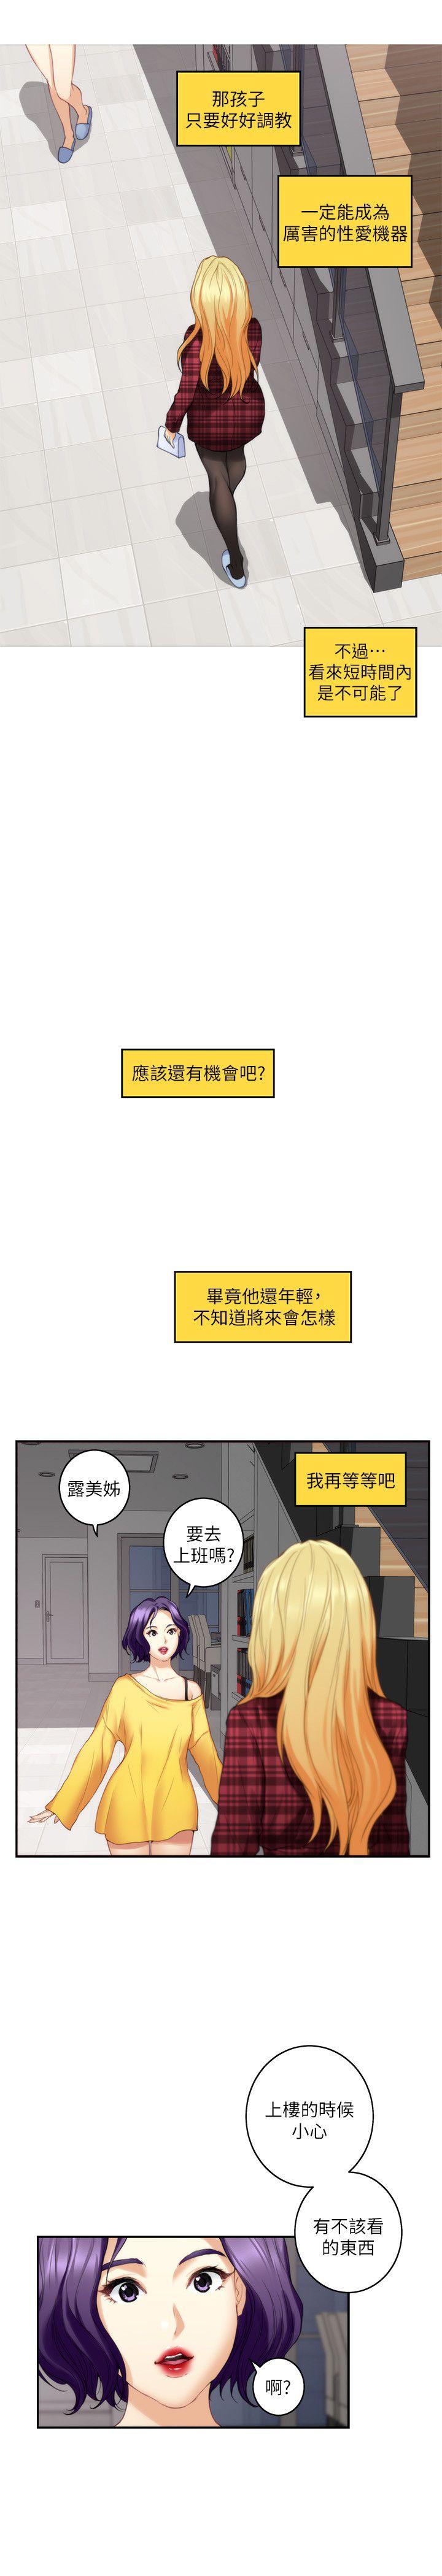 那孩子
只要好好調教
一定能成為
厲害的性愛機器
不過…
看來短時間內
是不可能了
應該還有機會吧?
畢竟他還年輕,
不知道將來會怎樣
我再等等吧
露美姊
要去
上班嗎?
上樓的時候
小心
有不該看
的東西
啊?